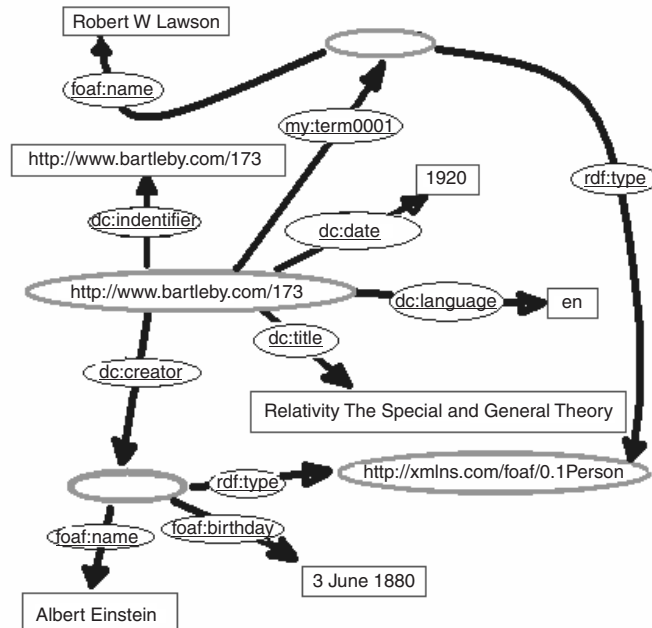 Robert W Lawson
foaf:name
my:term0001
http://www.bartleby.com/173
1920
rdf:type
dc:indentifier
dc:date
http://www.bartleby.com/173
dc:language
en
dc:title
dc:creator
Relativity The Special and General Theory
http://xmlns.com/foaf/0.1Person
rdf:type
foaf:birthday
foaf:name
3 June 1880
Albert Einstein